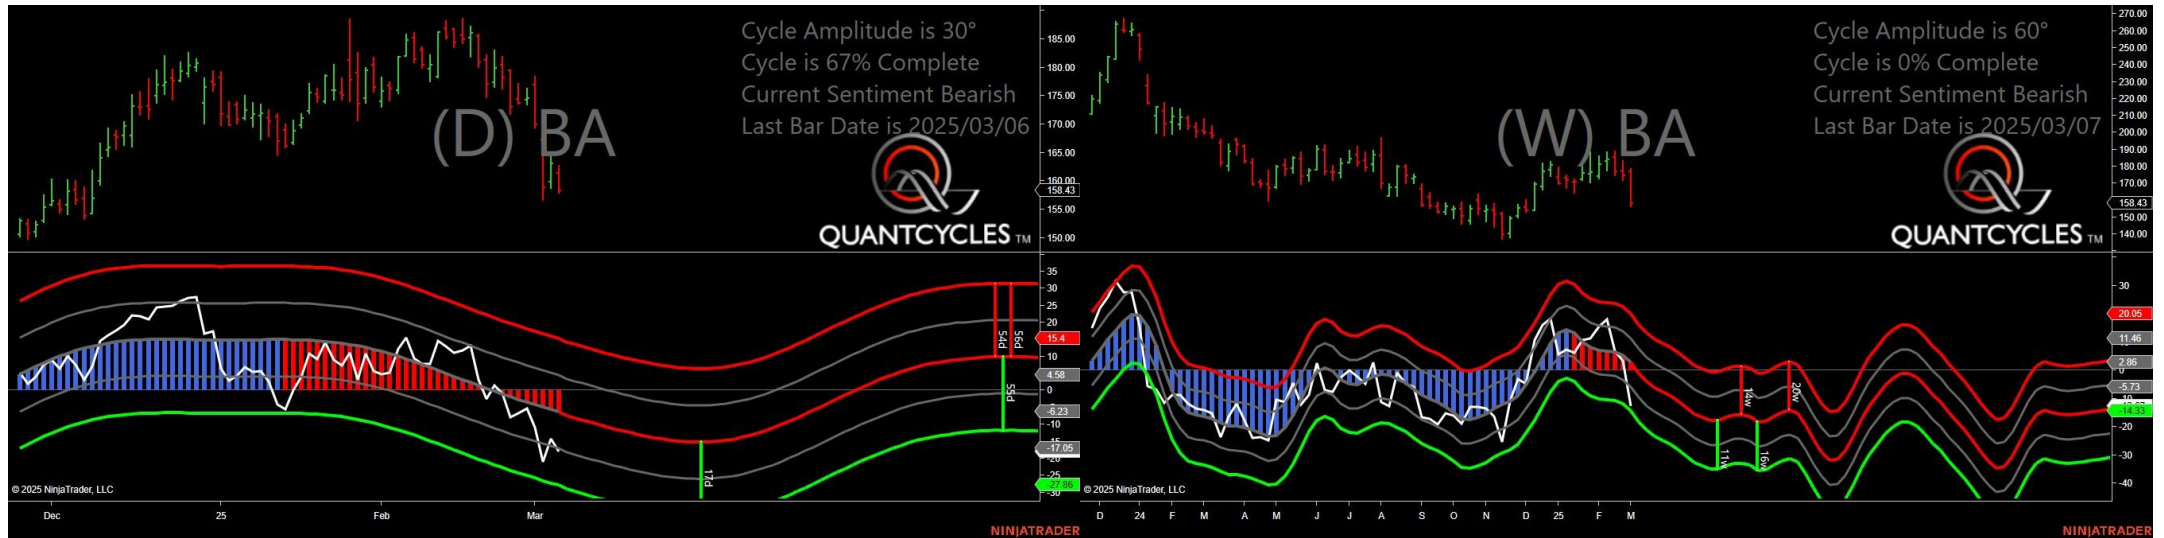 Cycle Amplitude is 30°
Cycle is 67% Complete
Current Sentiment Bearish
Last Bar Date is 2025/03/06
(D) BA
QUANTCYCLES TM
185.00
180.00
175.00
170.00
165.00
160.00
158.43
155.00
150.00
35
30
25
20
15.4
10
4.58
0
-6.23
-10
-17.05
-25
-27.86
-30
17d
54d
55d
56d
© 2025 NinjaTrader, LLC
Dec 25 Feb Mar
NINJATRADER
Cycle Amplitude is 60°
Cycle is 0% Complete
Current Sentiment Bearish
Last Bar Date is 2025/03/07
(W) BA
QUANTCYCLES TM
270.00
260.00
250.00
240.00
230.00
220.00
210.00
200.00
190.00
180.00
170.00
158.43
150.00
140.00
30
20.05
11.46
2.86
-5.73
-14.33
-20
-30
-40
11w
14w
16w
20w
© 2025 NinjaTrader, LLC
D 24 F M A M J J A S O N D 25 F M
NINJATRADER